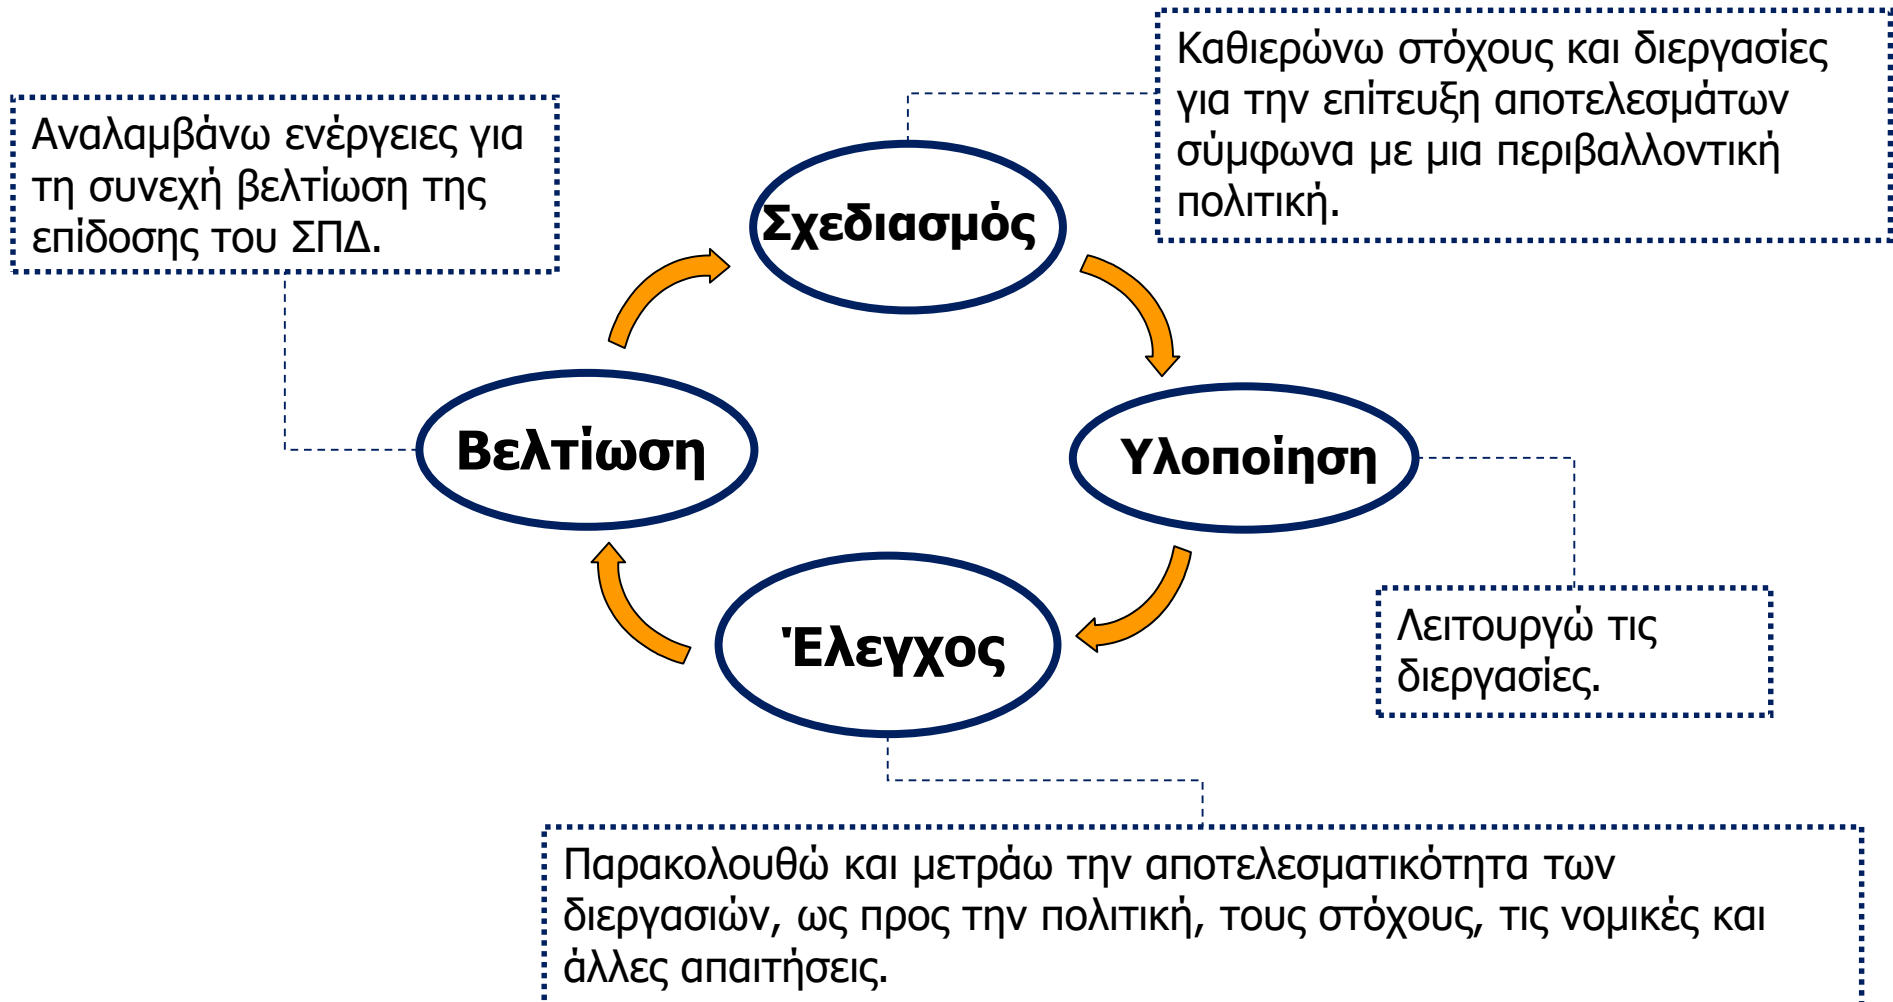 Καθιερώνω στόχους και διεργασίες
για την επίτευξη αποτελεσμάτων
σύμφωνα με μια περιβαλλοντική
πολιτική.
Αναλαμβάνω ενέργειες για
τη συνεχή βελτίωση της
επίδοσης του ΣΠΔ.
Σχεδιασμός
Βελτίωση
Υλοποίηση
Έλεγχος
Λειτουργώ τις
διεργασίες.
Παρακολουθώ και μετράω την αποτελεσματικότητα των
διεργασιών, ως προς την πολιτική, τους στόχους, τις νομικές και
άλλες απαιτήσεις.